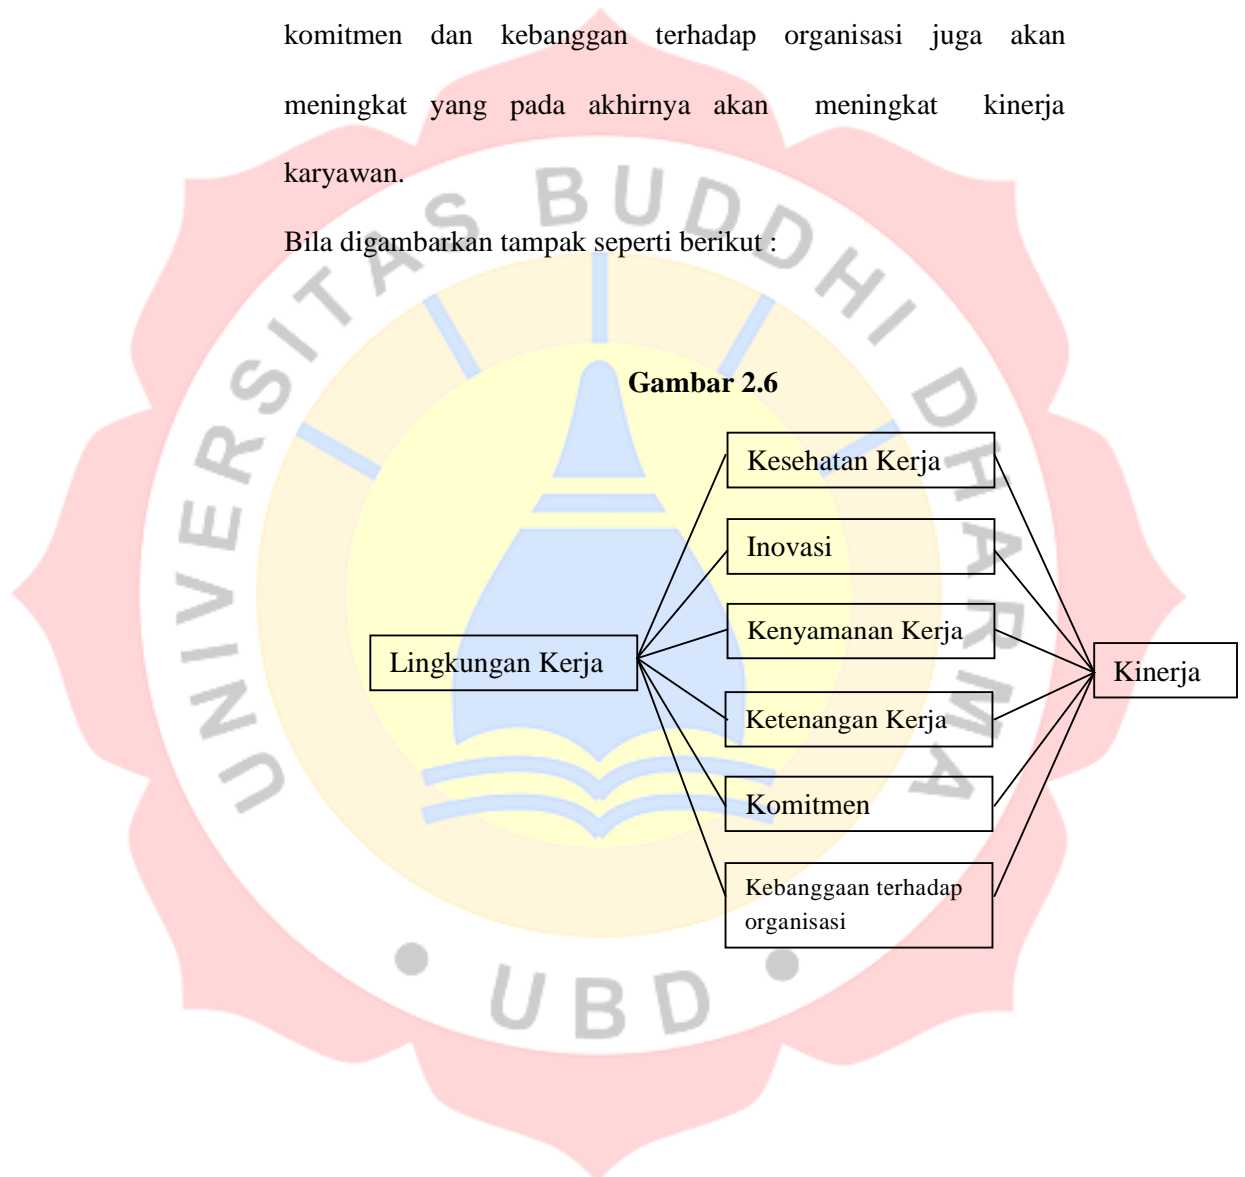 komitmen dan kebanggan terhadap organisasi juga akan
meningkat yang pada akhirnya akan meningkat kinerja
karyawan.
Bila digambarkan tampak seperti berikut :
Gambar 2.6
Kesehatan Kerja
Inovasi
Kenyamanan Kerja
Lingkungan Kerja
Kinerja
Ketenangan Kerja
Komitmen
Kebanggaan terhadap
organisasi
UNIVERSITAS BUDDHI DHARMA
• UBD •